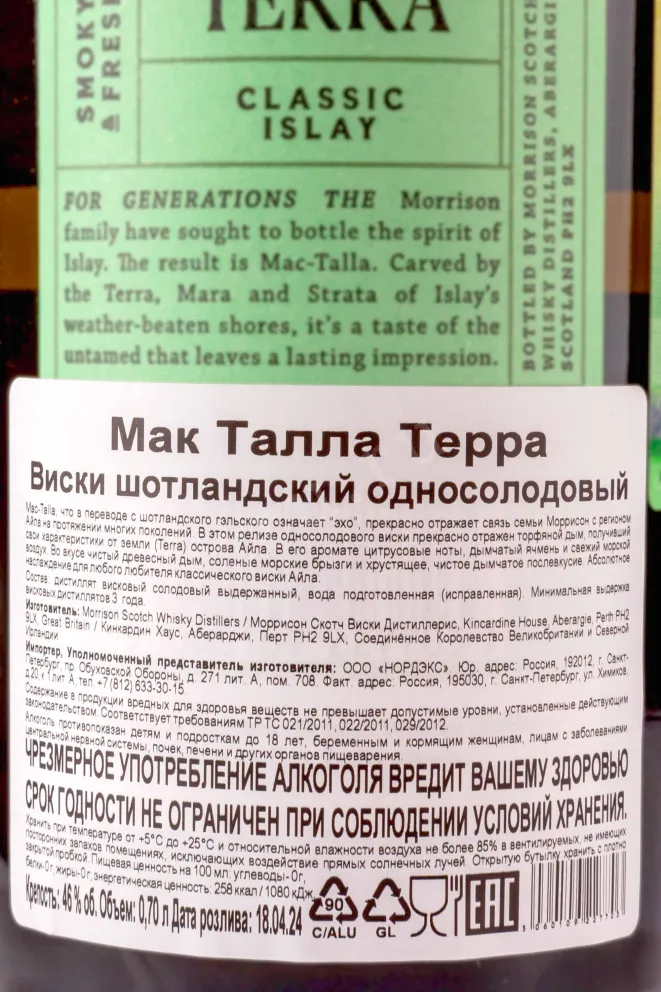 TERRA
SMOKY
& FRESH
CLASSIC
ISLAY
FOR GENERATIONS THE Morrison
family have sought to bottle the spirit of
Islay. The result is Mac-Talla. Carved by
the Terra, Mara and Strata of Islay's
weather-beaten shores, it's a taste of the
untamed that leaves a lasting impression.
BOTTLED BY MORRISON SCOTCH
WHISKY DISTILLERS, ABERARGI
SCOTLAND PH2 9LX
Мак Талла Терра
Виски шотландский односолодовый
Mac-Talla, что в переводе с шотландского гэльского означает "эхо", прекрасно отражает связь семьи Моррисон с регионом
Айла на протяжении многих поколений. В этом релизе односолодового виски прекрасно отражен торфяной дым, получивший
свои характеристики от земли (Terra) острова Айла. В его аромате цитрусовые ноты, дымчатый ячмень и свежий морской
воздух. Во вкусе чистый древесный дым, соленые морские брызги и хрустящее, чистое дымчатое послевкусие. Абсолютное
наслаждение для любого любителя классического виски Айла.
Состав: дистиллят висковый солодовый выдержанный, вода подготовленная (исправленная). Минимальная выдержка
висковых дистиллятов 3 года.
Изготовитель: Morrison Scotch Whisky Distillers / Моррисон Скотч Виски Дистиллерис, Kincardine House, Aberargie, Perth PH2
9LX, Great Britain / Кинкардин Хаус, Аберарджи, Перт PH2 9LX, Соединённое Королевство Великобритании и Северной
Ирландии
Импортер, Уполномоченный представитель изготовителя: ООО «НОРДЭКС». Юр. адрес: Россия, 192012, г. Санкт-
Петербург, пр. Обуховской Обороны, д. 271 лит. А, пом. 708. Факт. адрес: Россия, 195030, г. Санкт-Петербург, ул. Химиков,
д.20 к 1 лит А, тел. +7 (812) 633-30-15
Содержание в продукции вредных для здоровья веществ не превышает допустимые уровни, установленные действующим
законодательством. Соответствует требованиям ТР ТС 021/2011, 022/2011, 029/2012.
Алкоголь противопоказан детям и подросткам до 18 лет, беременным и кормящим женщинам, лицам с заболеваниями
центральной нервной системы, почек, печени и других органов пищеварения.
ЧРЕЗМЕРНОЕ УПОТРЕБЛЕНИЕ АЛКОГОЛЯ ВРЕДИТ ВАШЕМУ ЗДОРОВЬЮ
СРОК ГОДНОСТИ НЕ ОГРАНИЧЕН ПРИ СОБЛЮДЕНИИ УСЛОВИЙ ХРАНЕНИЯ.
Хранить при температуре от +5°С до +25°С и относительной влажности воздуха не более 85% в вентилируемых, не имеющих
посторонних запахов помещениях, исключающих воздействие прямых солнечных лучей. Открытую бутылку хранить с плотно
закрытой пробкой. Пищевая ценность на 100 мл: углеводы-0г,
белки-0г, жиры-0г; энергетическая ценность: 258 ккал / 1080 кДж
Крепость: 46 % об. Объем: 0,70 л Дата розлива: 18.04.24
90
C/ALU
GL
EAC